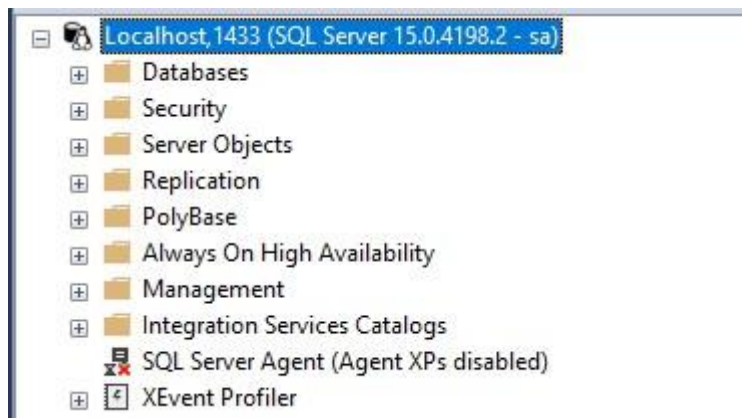 Localhost,1433 (SQL Server 15.0.4198.2 - sa)
Databases
Security
Server Objects
Replication
PolyBase
Always On High Availability
Management
Integration Services Catalogs
SQL Server Agent (Agent XPs disabled)
XEvent Profiler